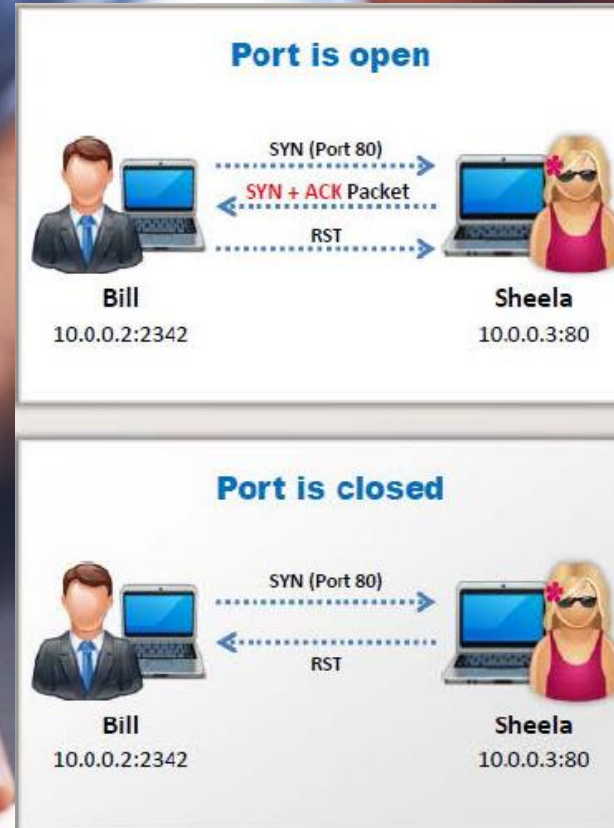 Port is open
SYN (Port 80)
SYN + ACK Packet
RST
Bill
Sheela
10.0.0.2:2342
10.0.0.3:80
Port is closed
SYN (Port 80)
RST
Bill
Sheela
10.0.0.2:2342
10.0.0.3:80